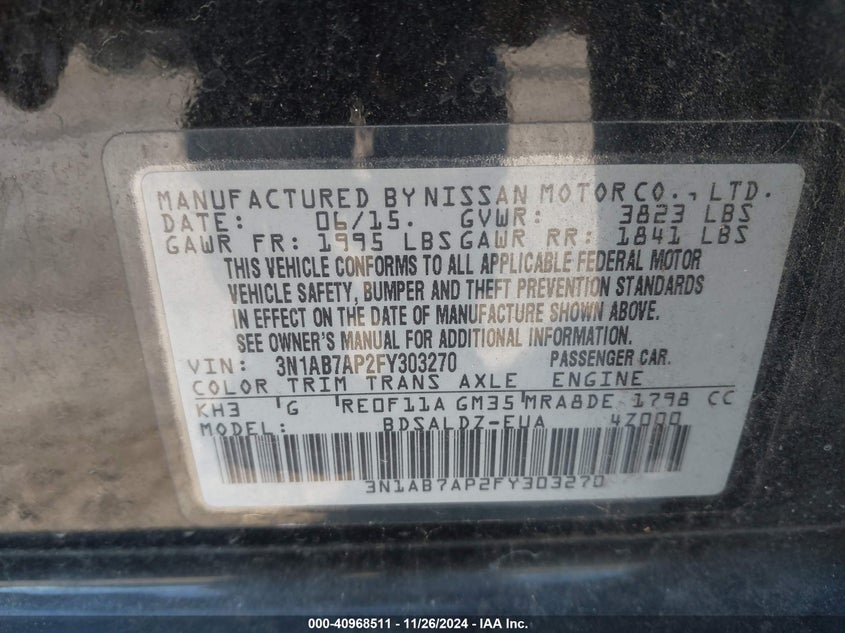 MANUFACTURED BY NISSAN MOTOR CO., LTD.
DATE: 06/15. GVWR: 3823 LBS
GAWR FR: 1995 LBS GAWR RR: 1841 LBS
THIS VEHICLE CONFORMS TO ALL APPLICABLE FEDERAL MOTOR
VEHICLE SAFETY, BUMPER AND THEFT PREVENTION STANDARDS
IN EFFECT ON THE DATE OF MANUFACTURE SHOWN ABOVE.
SEE OWNER'S MANUAL FOR ADDITIONAL INFORMATION.
VIN: 3N1AB7AP2FY303270 PASSENGER CAR.
COLOR TRIM TRANS AXLE ENGINE
KH3 G RE0F11A GM35 MRA8DE 1798 CC
MODEL: BDSALDZ-EUA 4Z000
3N1AB7AP2FY303270
000-40968511 - 11/26/2024 - IAA Inc.